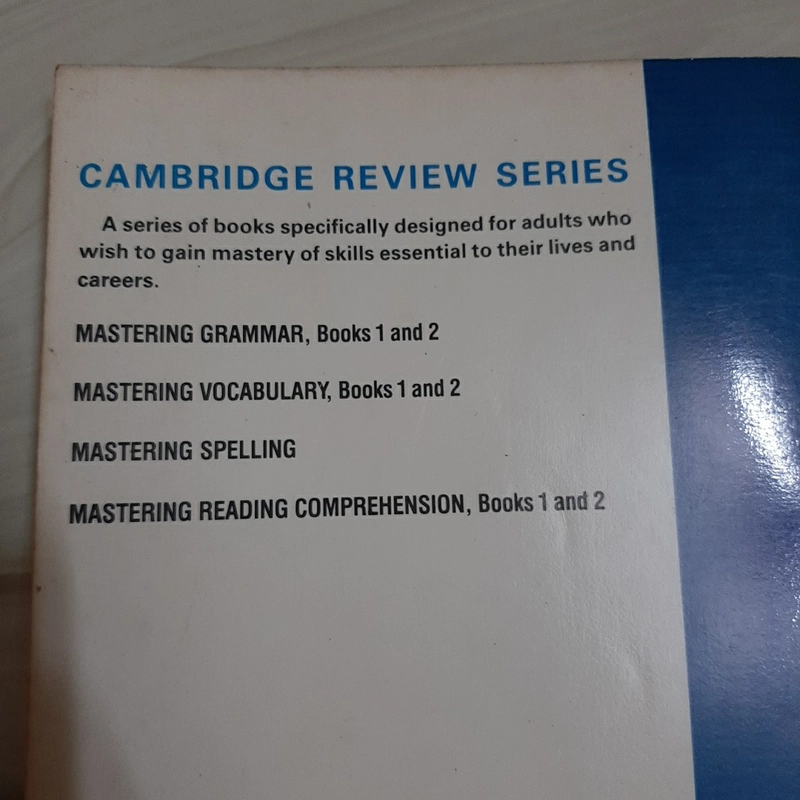 CAMBRIDGE REVIEW SERIES
A series of books specifically designed for adults who
wish to gain mastery of skills essential to their lives and
careers.
MASTERING GRAMMAR, Books 1 and 2
MASTERING VOCABULARY, Books 1 and 2
MASTERING SPELLING
MASTERING READING COMPREHENSION, Books 1 and 2